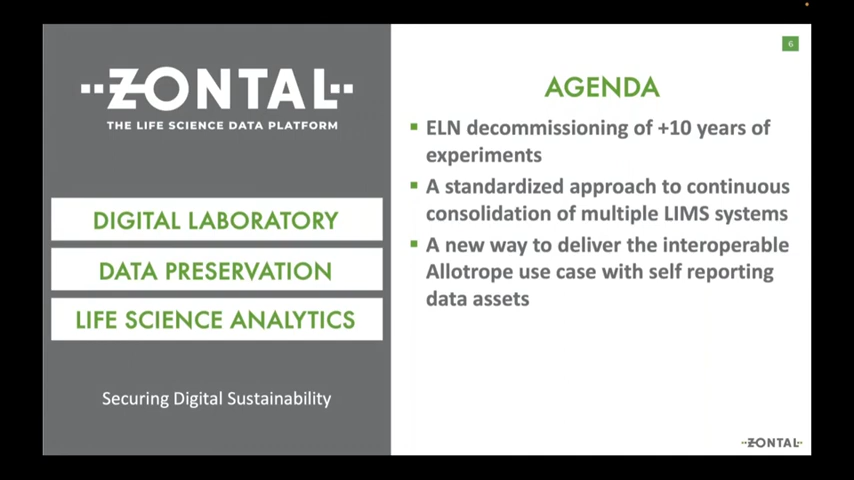 ZONTAL
THE LIFE SCIENCE DATA PLATFORM
DIGITAL LABORATORY
DATA PRESERVATION
LIFE SCIENCE ANALYTICS
Securing Digital Sustainability
6
AGENDA
ELN decommissioning of +10 years of
experiments
A standardized approach to continuous
consolidation of multiple LIMS systems
A new way to deliver the interoperable
Allotrope use case with self reporting
data assets
ZONTAL